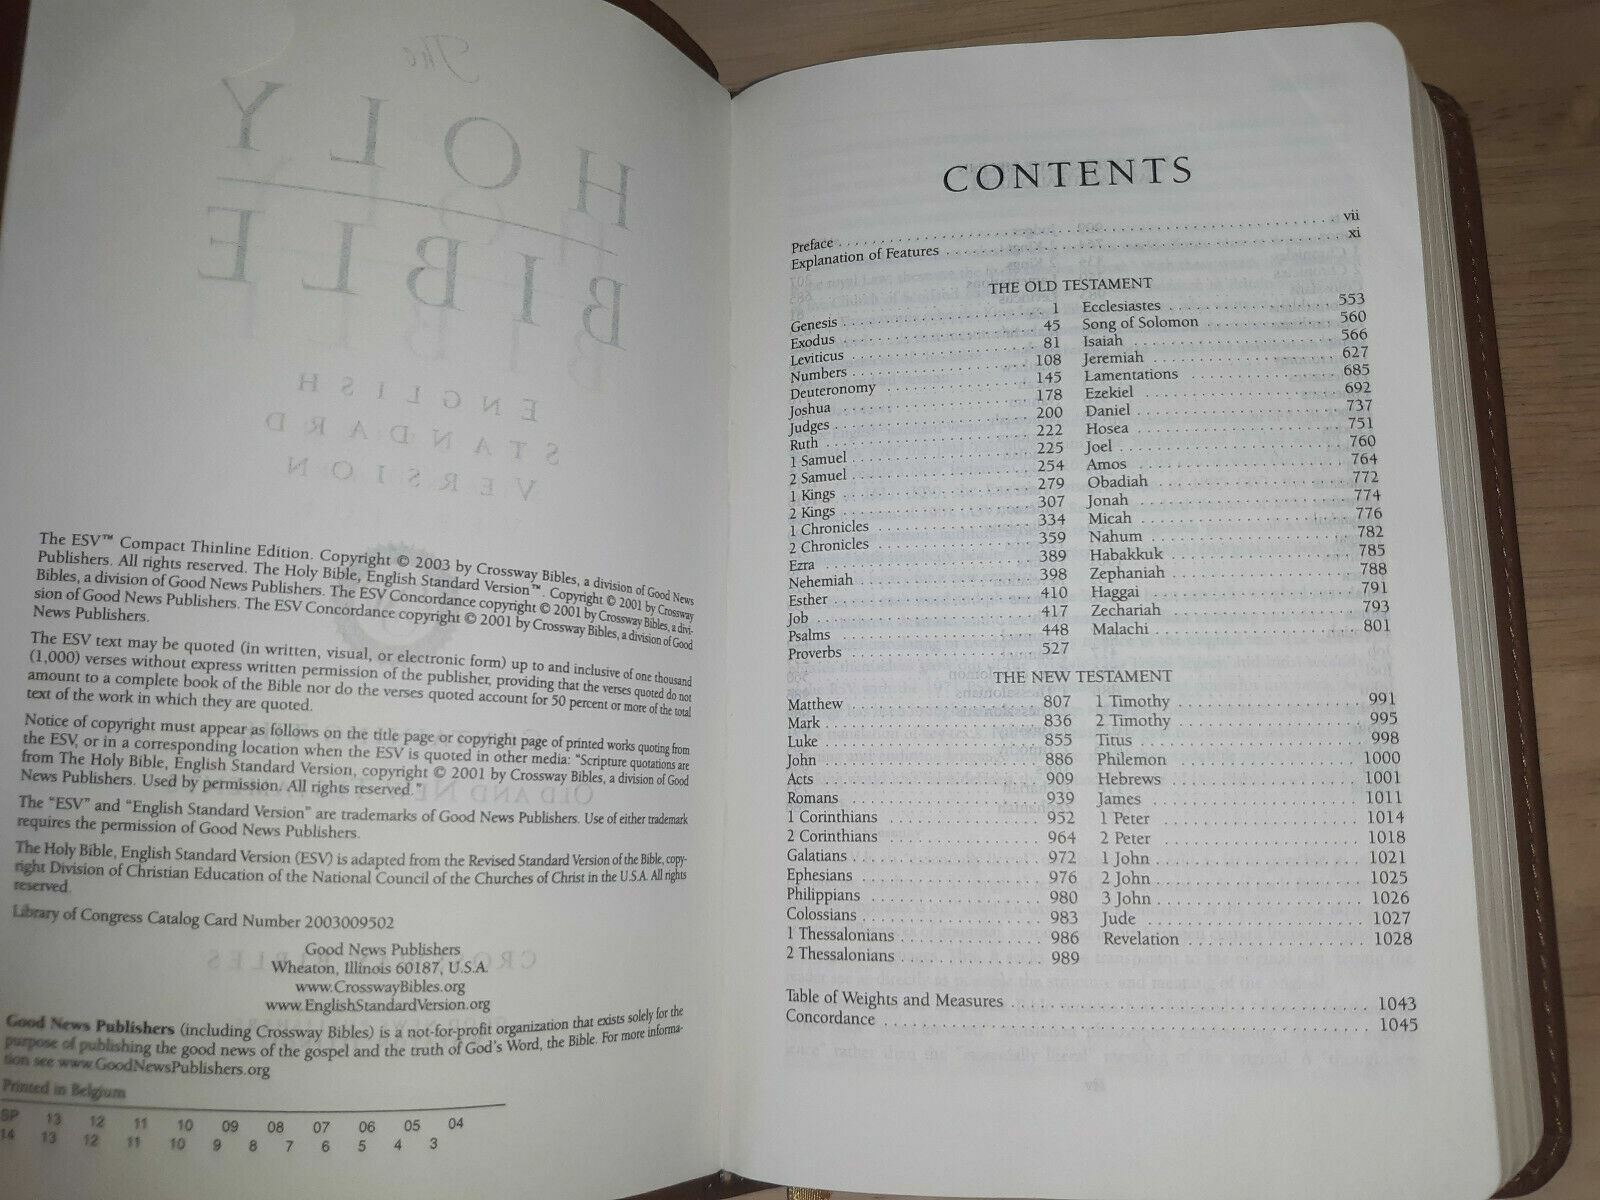 The
HOLY
BIBLE
ENGLISH
STANDARD
VERSION
The ESV™ Compact Thinline Edition. Copyright © 2003 by Crossway Bibles, a division of Good News
Publishers. All rights reserved. The Holy Bible, English Standard Version™. Copyright © 2001 by Crossway
Bibles, a division of Good News Publishers. The ESV Concordance copyright © 2001 by Crossway Bibles, a divi-
sion of Good News Publishers. The ESV Concordance copyright © 2001 by Crossway Bibles, a division of Good
News Publishers.
The ESV text may be quoted (in written, visual, or electronic form) up to and inclusive of one thousand
(1,000) verses without express written permission of the publisher, providing that the verses quoted do not
amount to a complete book of the Bible nor do the verses quoted account for 50 percent or more of the total
text of the work in which they are quoted.
Notice of copyright must appear as follows on the title page or copyright page of printed works quoting from
the ESV, or in a corresponding location when the ESV is quoted in other media: "Scripture quotations are
from The Holy Bible, English Standard Version, copyright © 2001 by Crossway Bibles, a division of Good
News Publishers. Used by permission. All rights reserved."
The "ESV" and "English Standard Version" are trademarks of Good News Publishers. Use of either trademark
requires the permission of Good News Publishers.
The Holy Bible, English Standard Version (ESV) is adapted from the Revised Standard Version of the Bible, copy-
right Division of Christian Education of the National Council of the Churches of Christ in the U.S.A. All rights
reserved.
Library of Congress Catalog Card Number 2003009502
Good News Publishers
Wheaton, Illinois 60187, U.S.A.
www.CrosswayBibles.org
www.EnglishStandardVersion.org
Good News Publishers (including Crossway Bibles) is a not-for-profit organization that exists solely for the
purpose of publishing the good news of the gospel and the truth of God's Word, the Bible. For more informa-
tion see www.GoodNewsPublishers.org
Printed in Belgium
SP 13 12 11 10 09 08 07 06 05 04
14 13 12 11 10 9 8 7 6 5 4 3
CONTENTS
Preface vii
Explanation of Features xi
THE OLD TESTAMENT
Genesis 1
Exodus 45
Leviticus 81
Numbers 108
Deuteronomy 145
Joshua 178
Judges 200
Ruth 222
1 Samuel 225
2 Samuel 254
1 Kings 279
2 Kings 307
1 Chronicles 334
2 Chronicles 359
Ezra 389
Nehemiah 398
Esther 410
Job 417
Psalms 448
Proverbs 527
Ecclesiastes 553
Song of Solomon 560
Isaiah 566
Jeremiah 627
Lamentations 685
Ezekiel 692
Daniel 737
Hosea 751
Joel 760
Amos 764
Obadiah 772
Jonah 774
Micah 776
Nahum 782
Habakkuk 785
Zephaniah 788
Haggai 791
Zechariah 793
Malachi 801
THE NEW TESTAMENT
Matthew 807
Mark 836
Luke 855
John 886
Acts 909
Romans 939
1 Corinthians 952
2 Corinthians 964
Galatians 972
Ephesians 976
Philippians 980
Colossians 983
1 Thessalonians 986
2 Thessalonians 989
1 Timothy 991
2 Timothy 995
Titus 998
Philemon 1000
Hebrews 1001
James 1011
1 Peter 1014
2 Peter 1018
1 John 1021
2 John 1025
3 John 1026
Jude 1027
Revelation 1028
Table of Weights and Measures 1043
Concordance 1045